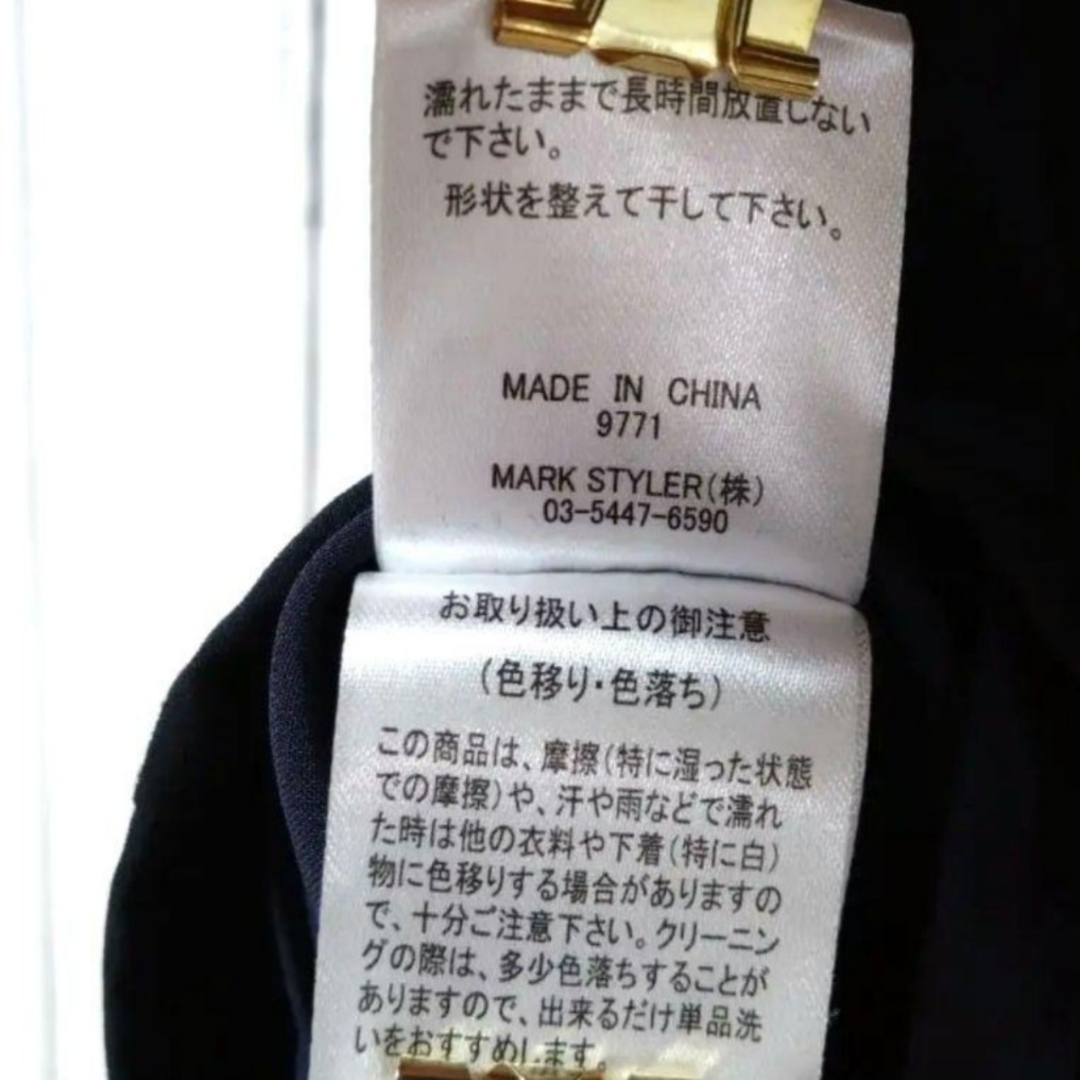 濡れたままで長時間放置しない
で下さい。
形状を整えて干して下さい。
MADE IN CHINA
9771
MARK STYLER(株)
03-5447-6590
お取り扱い上の御注意
(色移り・色落ち)
この商品は、摩擦(特に湿った状態
での摩擦)や、汗や雨などで濡れ
た時は他の衣料や下着(特に白)
物に色移りする場合がありますの
で、十分ご注意下さい。クリーニン
グの際は、多少色落ちすることが
ありますので、出来るだけ単品洗
いをおすすめします。